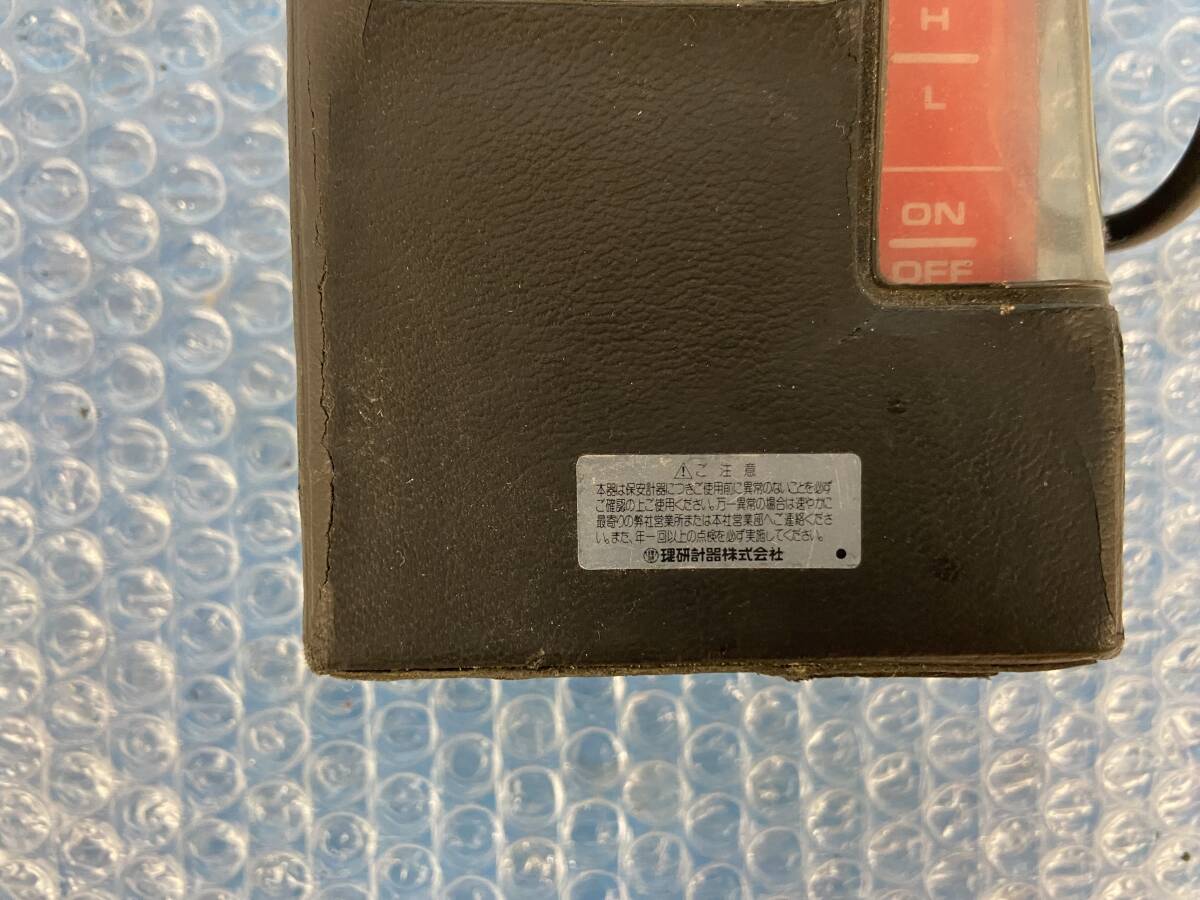 H
L
ON
OFF
⚠ご注意
本器は保安計器につきご使用前に異常のないことを必ず
ご確認の上ご使用ください。万一異常の場合は速やかに
最寄りの弊社営業所または本社営業部へご連絡くださ
い。また、年一回以上の点検を必ず実施してください。
理研計器株式会社